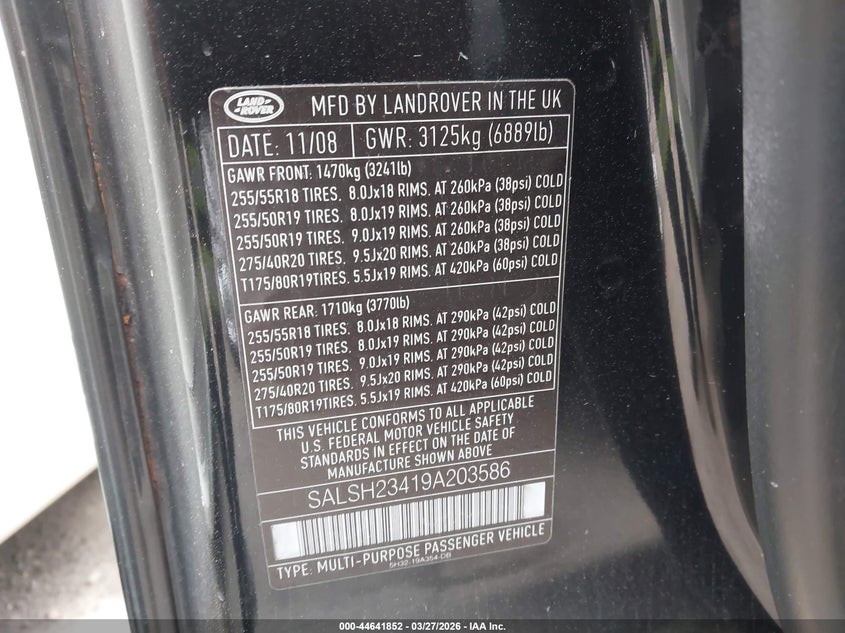 LAND ROVER
MFD BY LANDROVER IN THE UK
DATE: 11/08 GWR: 3125kg (6889lb)
GAWR FRONT: 1470kg (3241lb)
255/55R18 TIRES. 8.0Jx18 RIMS. AT 260kPa (38psi) COLD
255/50R19 TIRES. 8.0Jx19 RIMS. AT 260kPa (38psi) COLD
255/50R19 TIRES. 9.0Jx19 RIMS. AT 260kPa (38psi) COLD
275/40R20 TIRES. 9.5Jx20 RIMS. AT 260kPa (38psi) COLD
T175/80R19TIRES. 5.5Jx19 RIMS. AT 420kPa (60psi) COLD
GAWR REAR: 1710kg (3770lb)
255/55R18 TIRES. 8.0Jx18 RIMS. AT 290kPa (42psi) COLD
255/50R19 TIRES. 8.0Jx19 RIMS. AT 290kPa (42psi) COLD
255/50R19 TIRES. 9.0Jx19 RIMS. AT 290kPa (42psi) COLD
275/40R20 TIRES. 9.5Jx20 RIMS. AT 290kPa (42psi) COLD
T175/80R19TIRES. 5.5Jx19 RIMS. AT 420kPa (60psi) COLD
THIS VEHICLE CONFORMS TO ALL APPLICABLE
U.S. FEDERAL MOTOR VEHICLE SAFETY
STANDARDS IN EFFECT ON THE DATE OF
MANUFACTURE SHOWN ABOVE
SALSH23419A203586
TYPE: MULTI-PURPOSE PASSENGER VEHICLE
5H32-19A354-DB
000-44641852 | 03/27/2026 - IAA Inc.